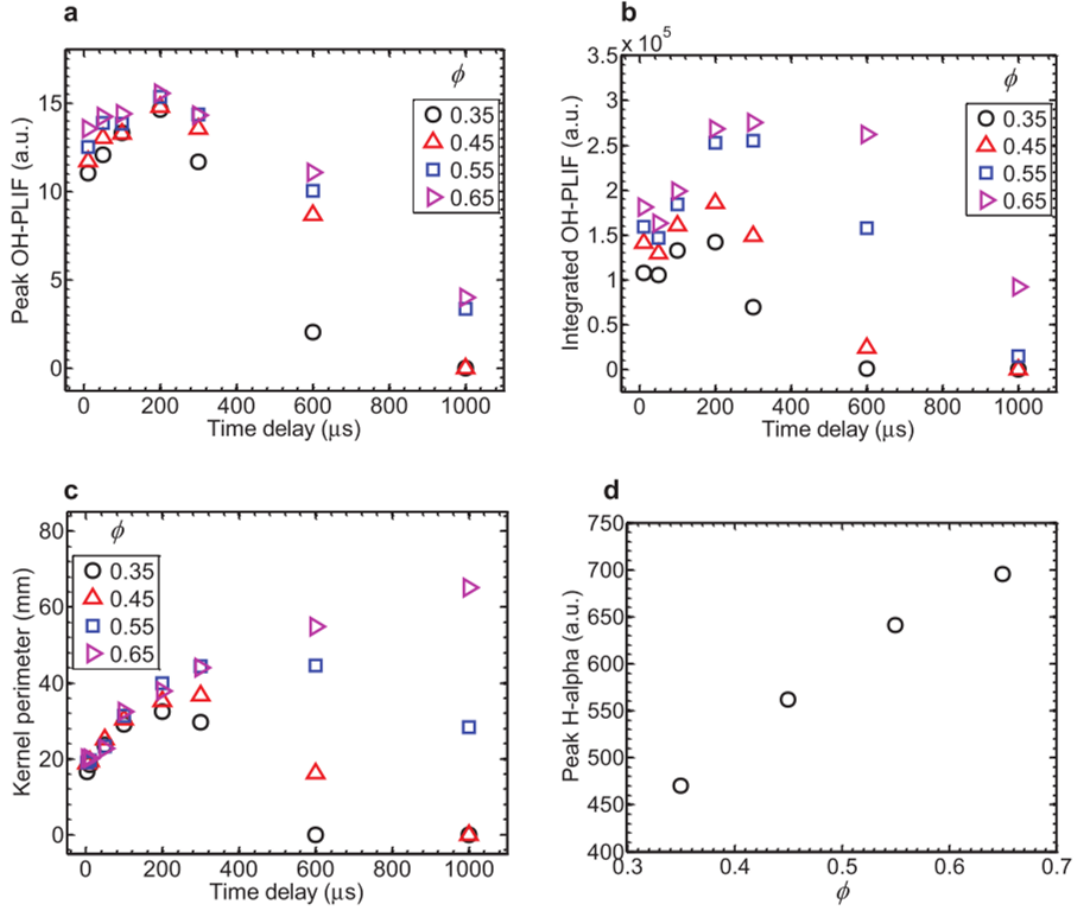 a
Peak OH-PLIF (a.u.)
15
10
5
0
0 200 400 600 800 1000
Time delay (μs)
ϕ
0.35
0.45
0.55
0.65
b
x 10⁵
Integrated OH-PLIF (a.u.)
3.5
3
2.5
2
1.5
1
0.5
0
0 200 400 600 800 1000
Time delay (μs)
ϕ
0.35
0.45
0.55
0.65
c
Kernel perimeter (mm)
80
60
40
20
0
0 200 400 600 800 1000
Time delay (μs)
ϕ
0.35
0.45
0.55
0.65
d
Peak H-alpha (a.u.)
750
700
650
600
550
500
450
400
0.3 0.4 0.5 0.6 0.7
ϕ